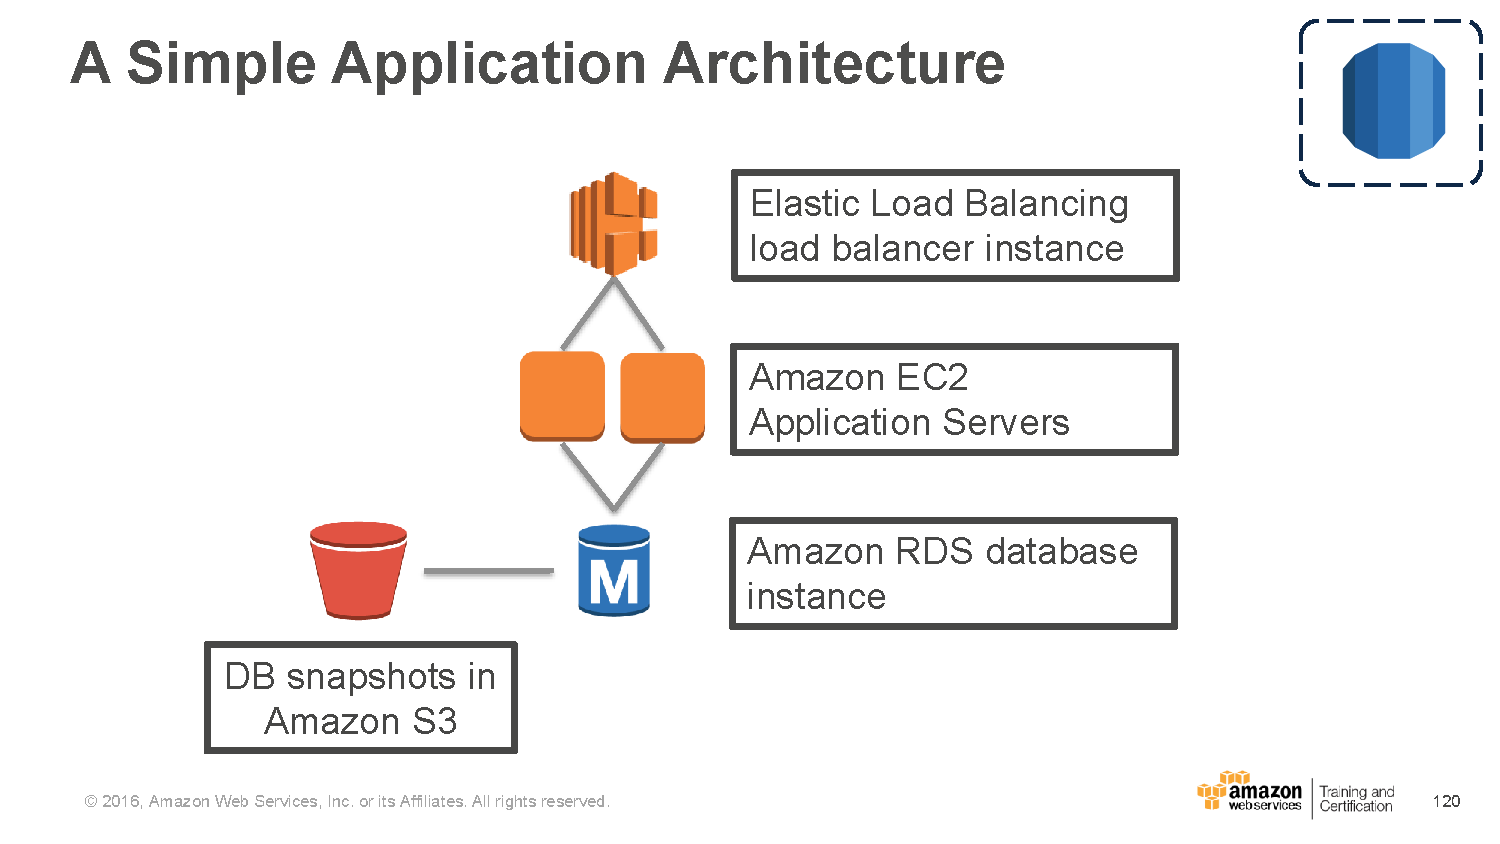 A Simple Application Architecture
Elastic Load Balancing
load balancer instance
Amazon EC2
Application Servers
M
Amazon RDS database
instance
DB snapshots in
Amazon S3
© 2016, Amazon Web Services, Inc. or its Affiliates. All rights reserved.
amazon
web services
Training and
Certification
120